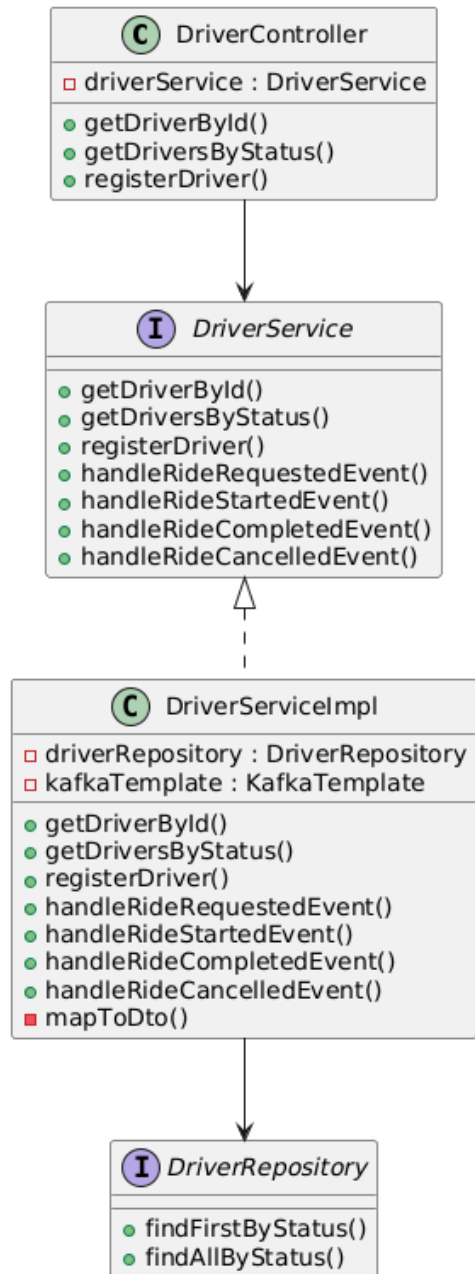 C DriverController
driverService : DriverService
getDriverById()
getDriversByStatus()
registerDriver()
I DriverService
getDriverById()
getDriversByStatus()
registerDriver()
handleRideRequestedEvent()
handleRideStartedEvent()
handleRideCompletedEvent()
handleRideCancelledEvent()
C DriverServiceImpl
driverRepository : DriverRepository
kafkaTemplate : KafkaTemplate
getDriverById()
getDriversByStatus()
registerDriver()
handleRideRequestedEvent()
handleRideStartedEvent()
handleRideCompletedEvent()
handleRideCancelledEvent()
mapToDto()
I DriverRepository
findFirstByStatus()
findAllByStatus()